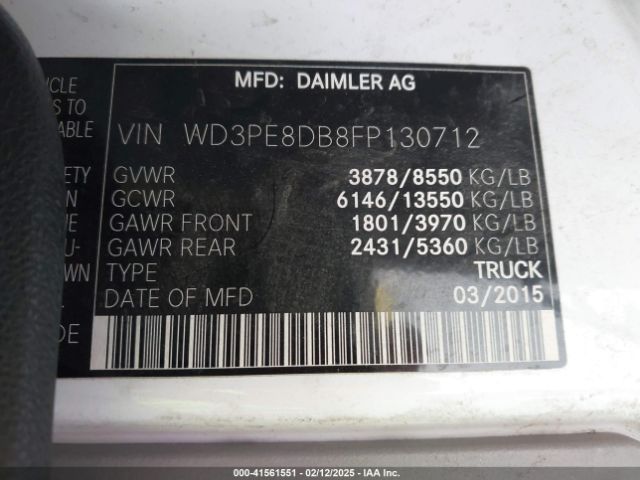 MFD: DAIMLER AG
VIN WD3PE8DB8FP130712
GVWR 3878/8550 KG/LB
GCWR 6146/13550 KG/LB
GAWR FRONT 1801/3970 KG/LB
GAWR REAR 2431/5360 KG/LB
TYPE TRUCK
DATE OF MFD 03/2015
S TO
ABLE
000-41561551 - 02/12/2025 - IAA Inc.